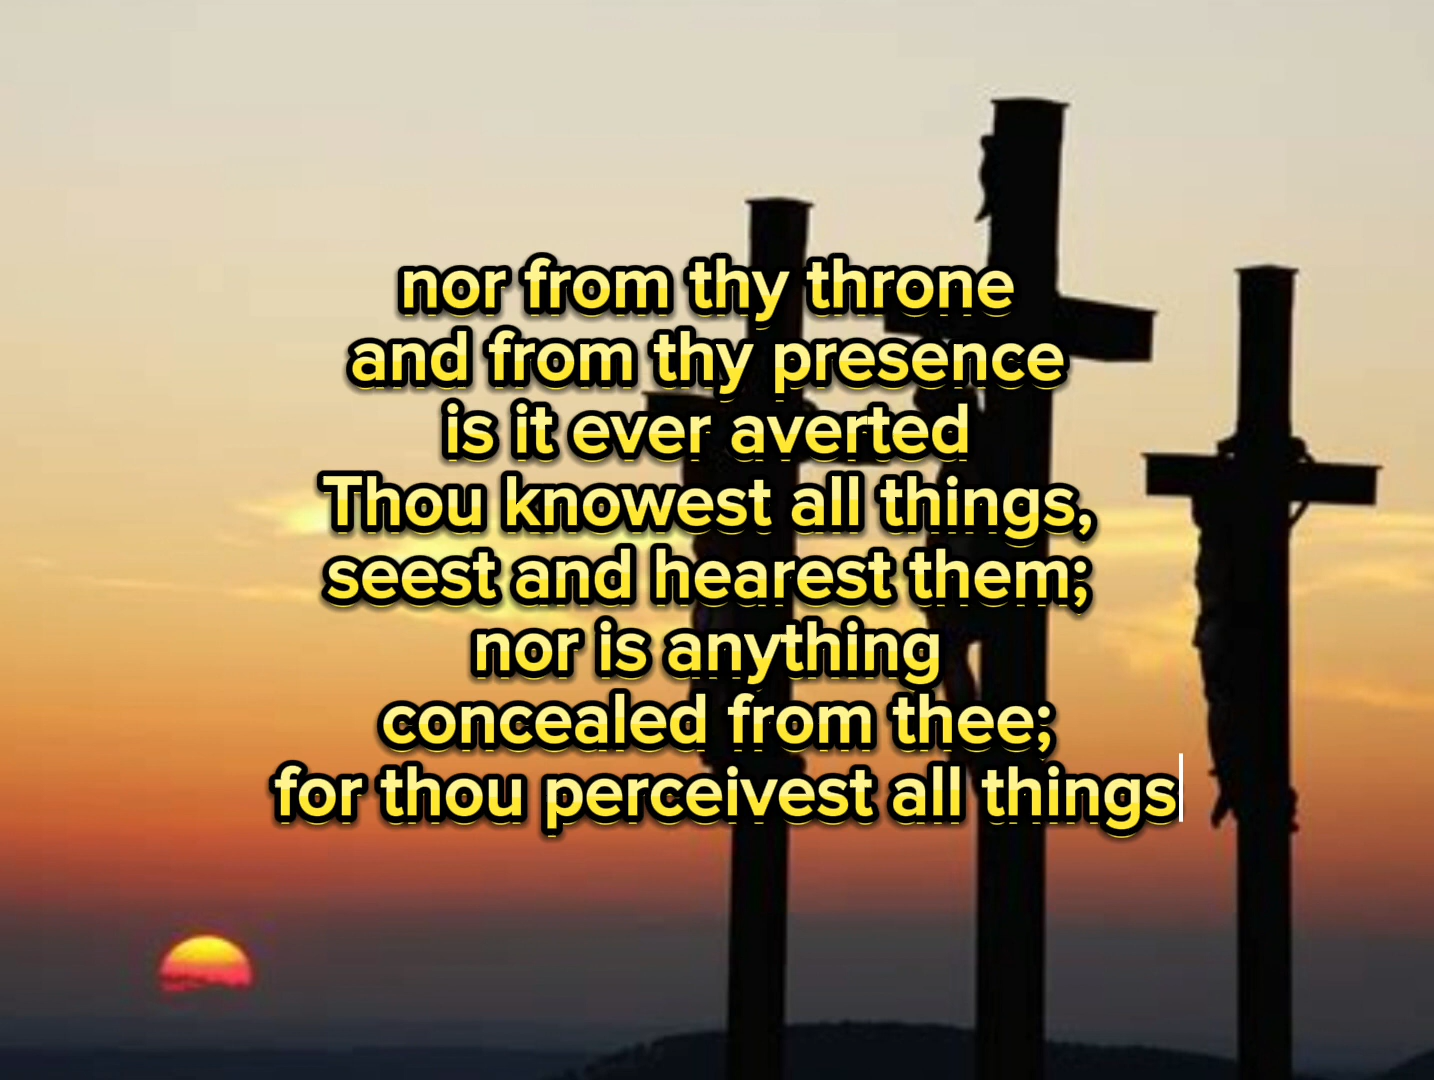 nor from thy throne
and from thy presence
is it ever averted
Thou knowest all things,
seest and hearest them;
nor is anything
concealed from thee;
for thou perceivest all things